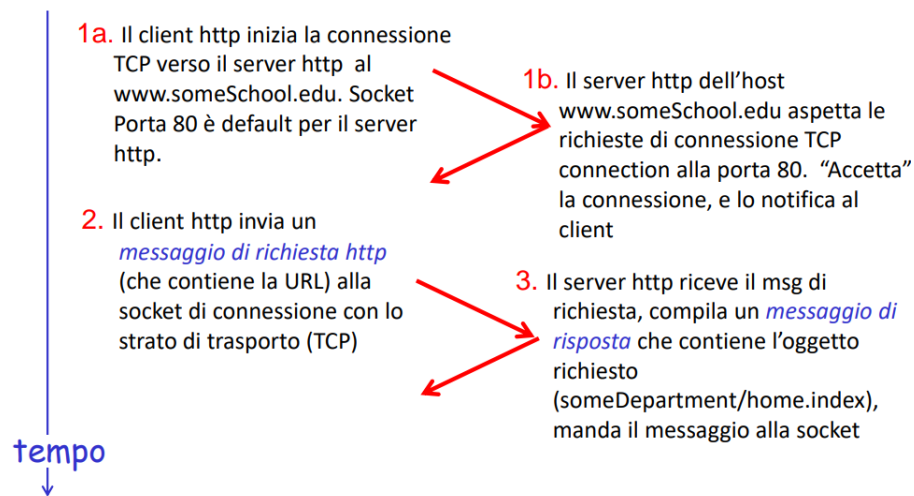 1a. Il client http inizia la connessione
TCP verso il server http al
www.someSchool.edu. Socket
Porta 80 è default per il server
http.
1b. Il server http dell'host
www.someSchool.edu aspetta le
richieste di connessione TCP
connection alla porta 80. “Accetta”
la connessione, e lo notifica al
client
2. Il client http invia un
messaggio di richiesta http
(che contiene la URL) alla
socket di connessione con lo
strato di trasporto (TCP)
3. Il server http riceve il msg di
richiesta, compila un messaggio di
risposta che contiene l'oggetto
richiesto
(someDepartment/home.index),
manda il messaggio alla socket
tempo